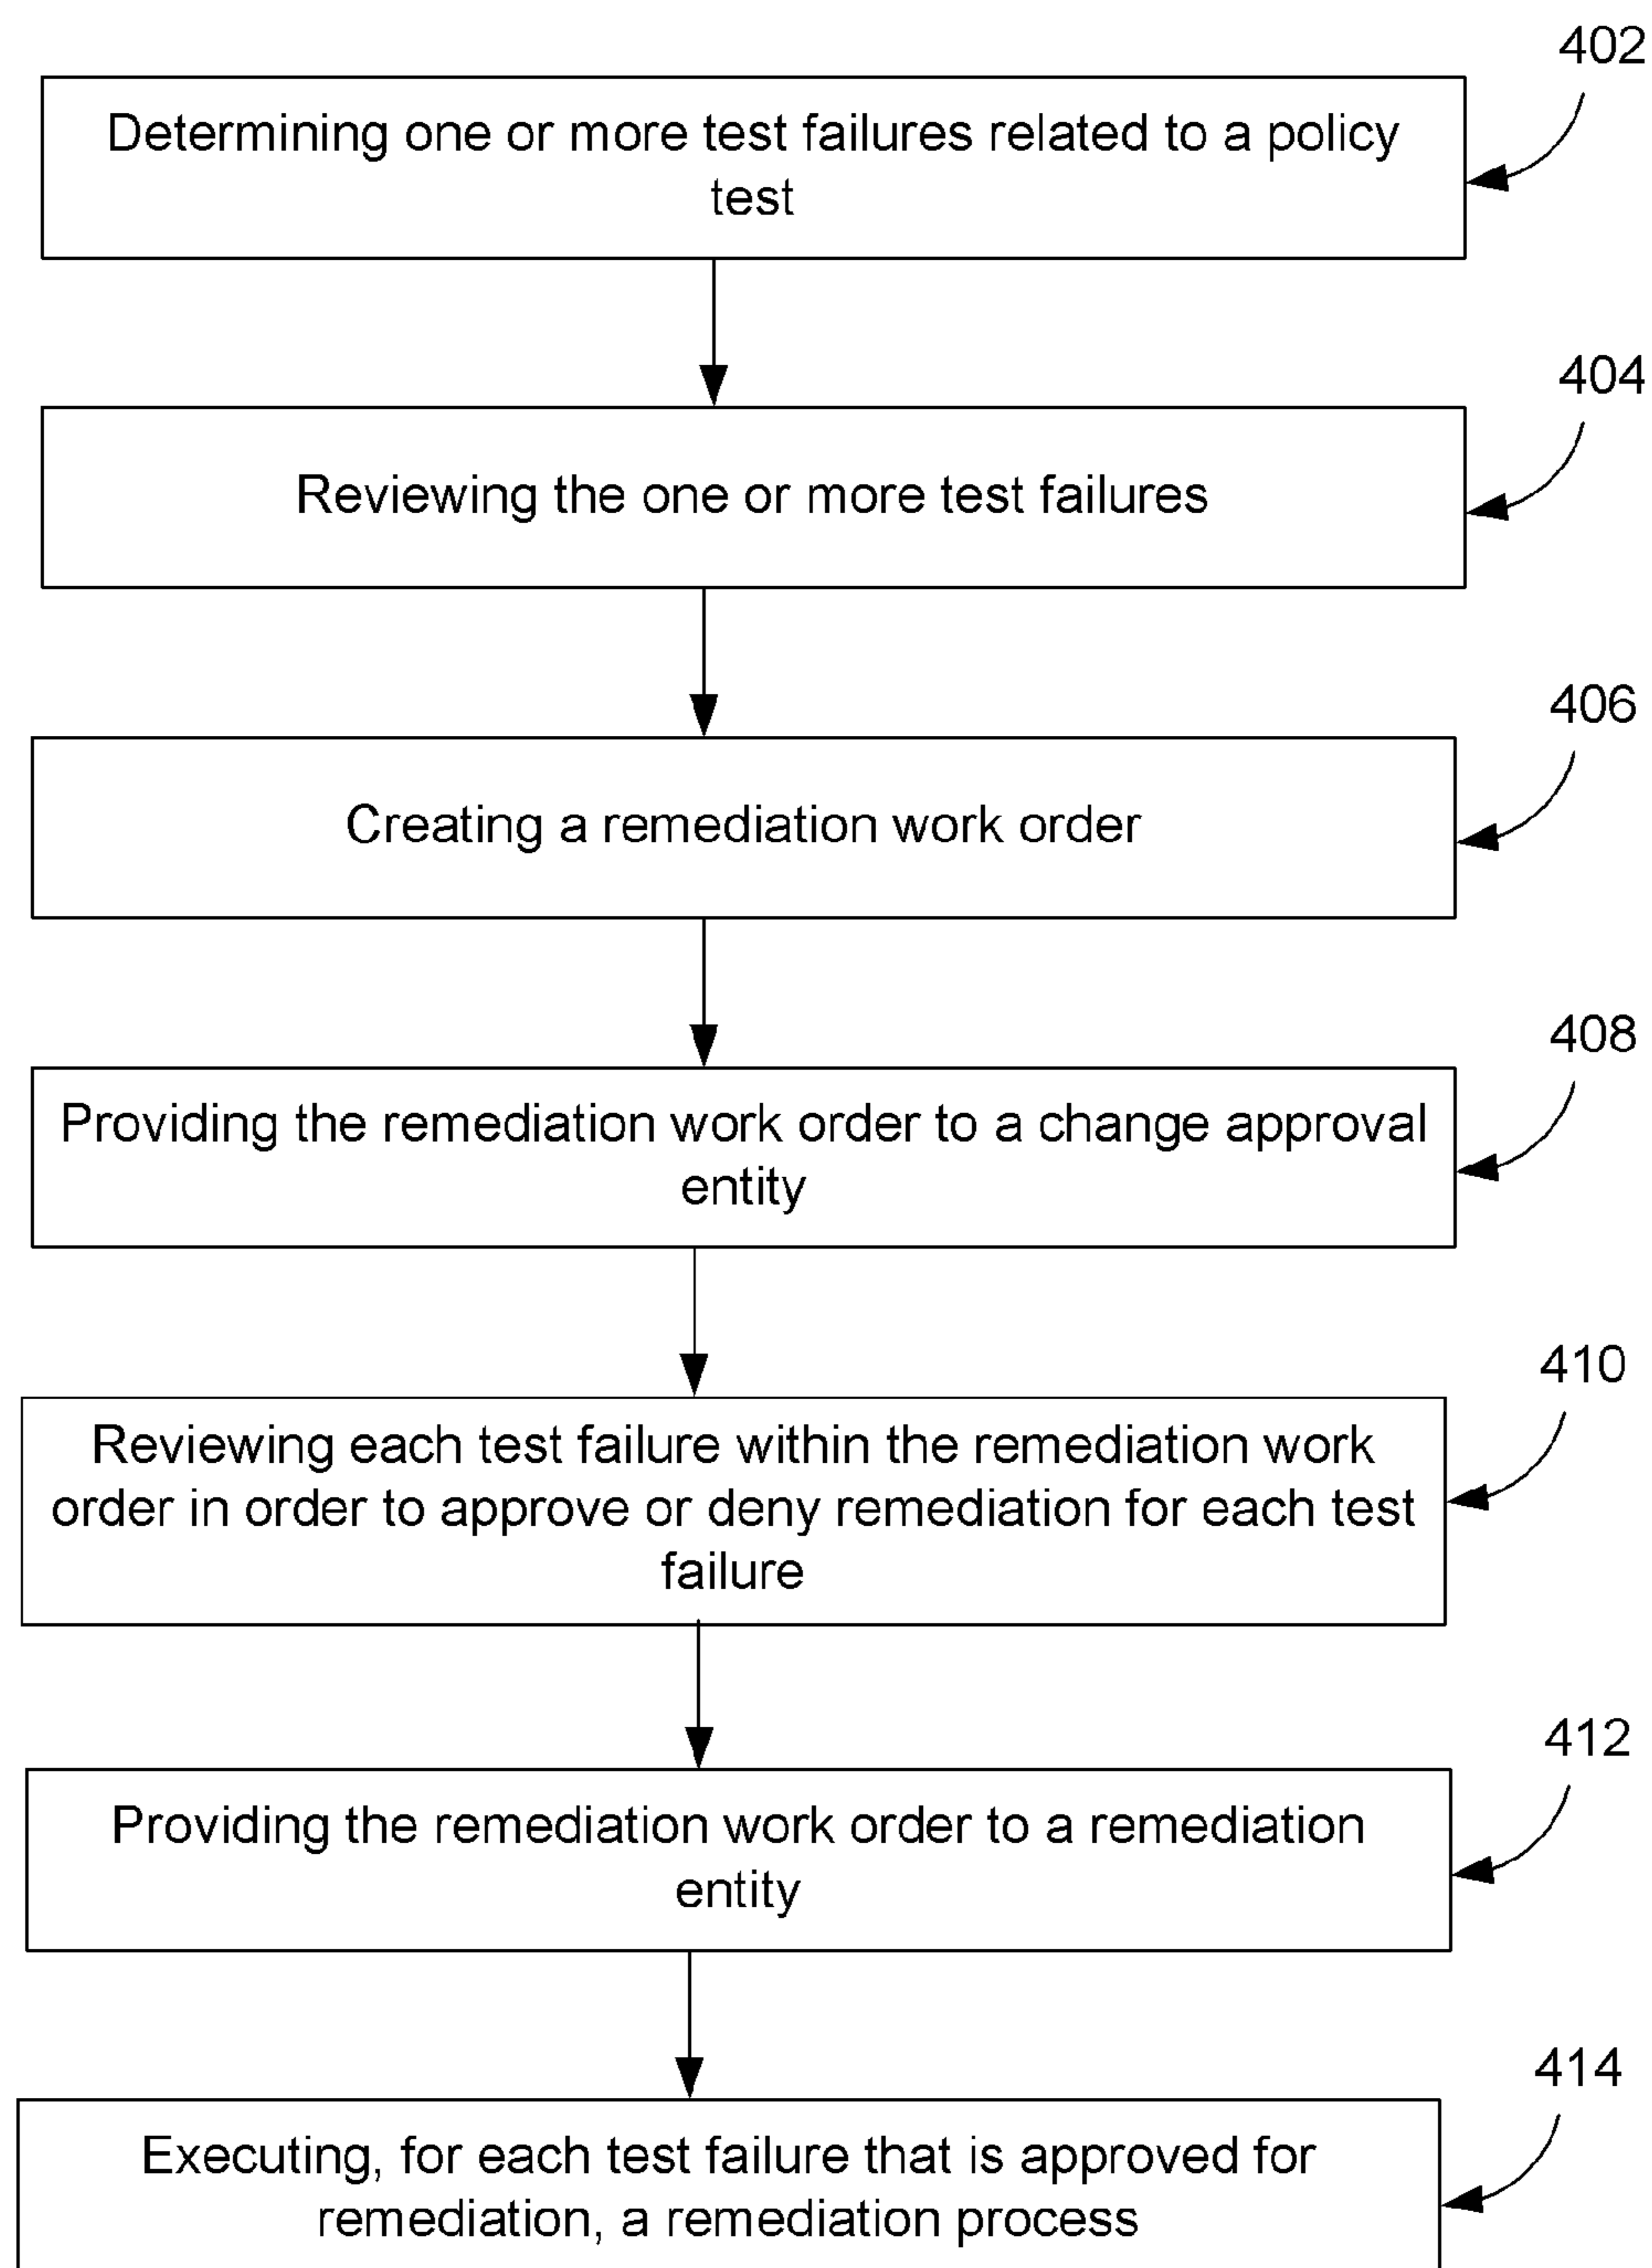 402
Determining one or more test failures related to a policy
test
404
Reviewing the one or more test failures
406
Creating a remediation work order
408
Providing the remediation work order to a change approval
entity
410
Reviewing each test failure within the remediation work
order in order to approve or deny remediation for each test
failure
412
Providing the remediation work order to a remediation
entity
414
Executing, for each test failure that is approved for
remediation, a remediation process